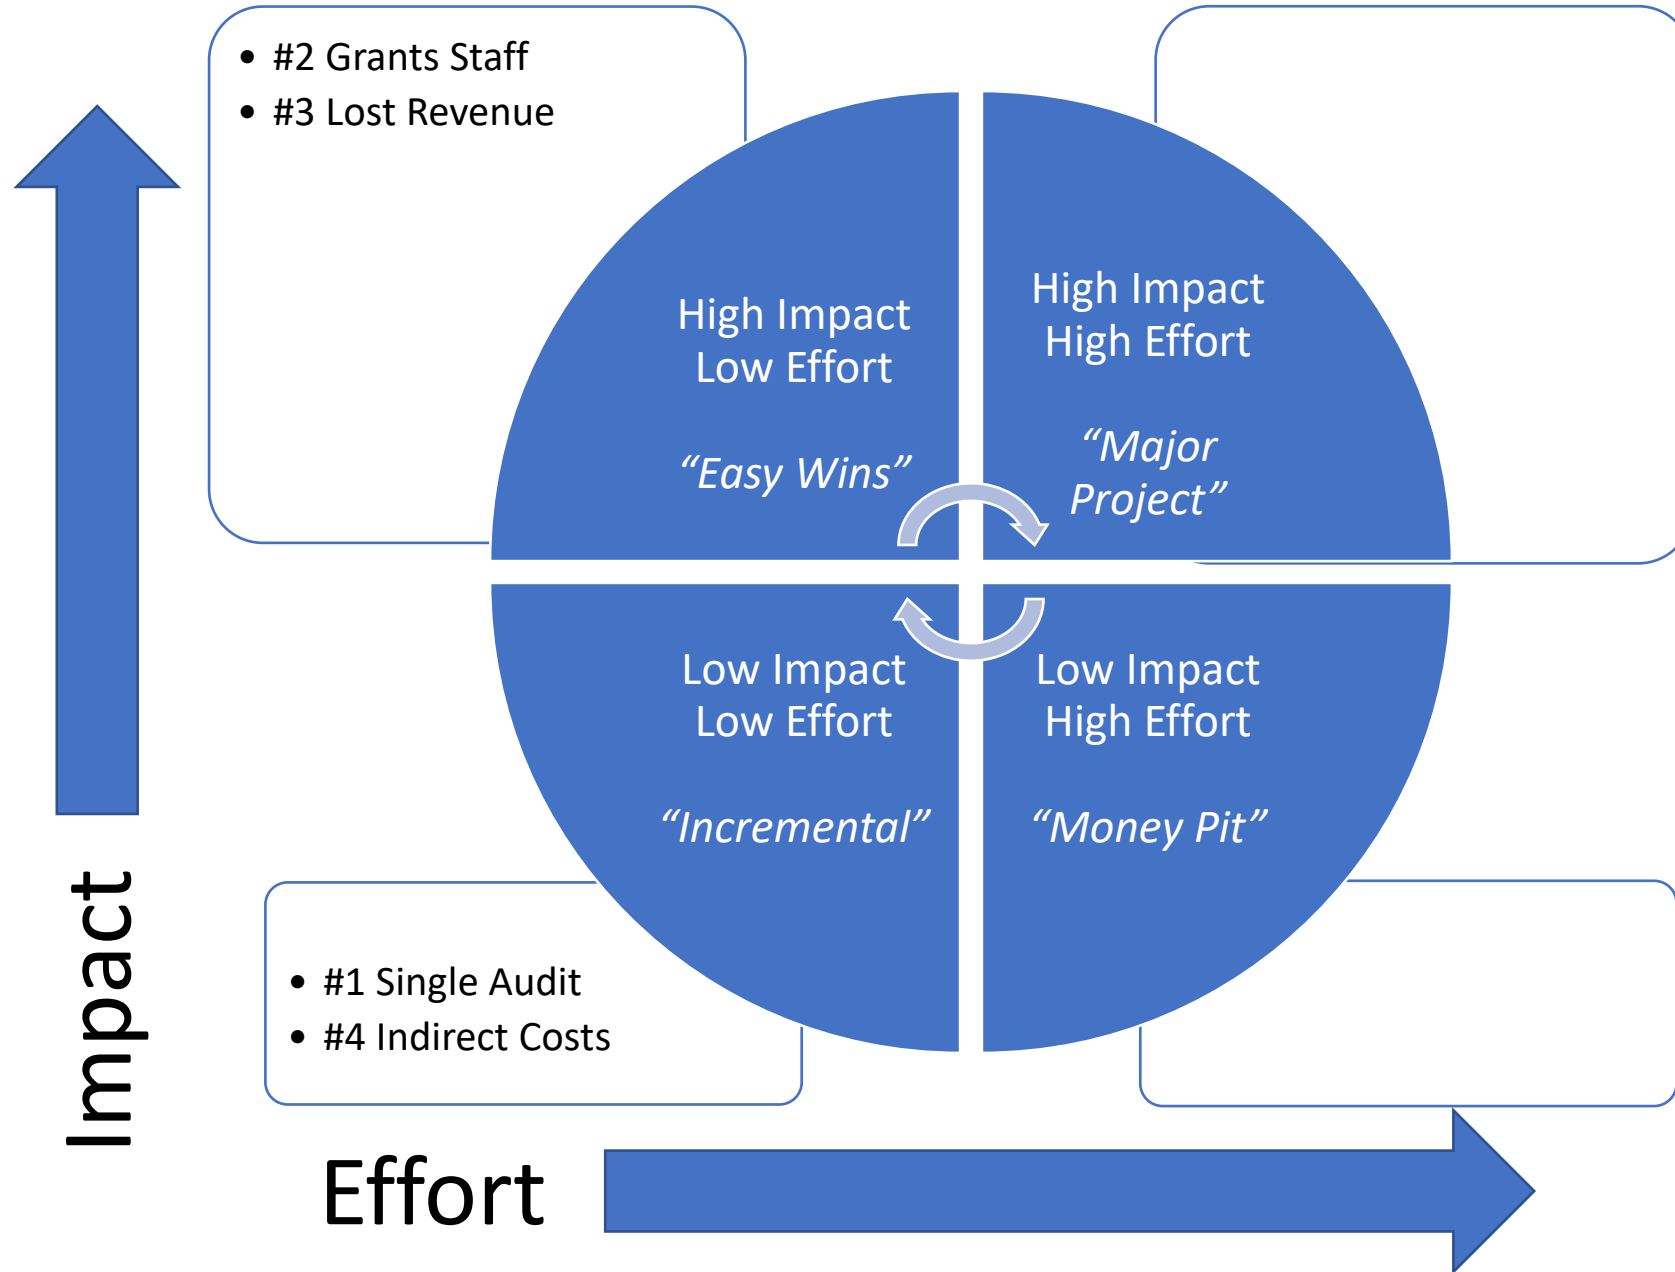 • #2 Grants Staff
• #3 Lost Revenue
High Impact
Low Effort
“Easy Wins”
High Impact
High Effort
“Major
Project”
Low Impact
Low Effort
“Incremental”
Low Impact
High Effort
“Money Pit”
• #1 Single Audit
• #4 Indirect Costs
Impact
Effort